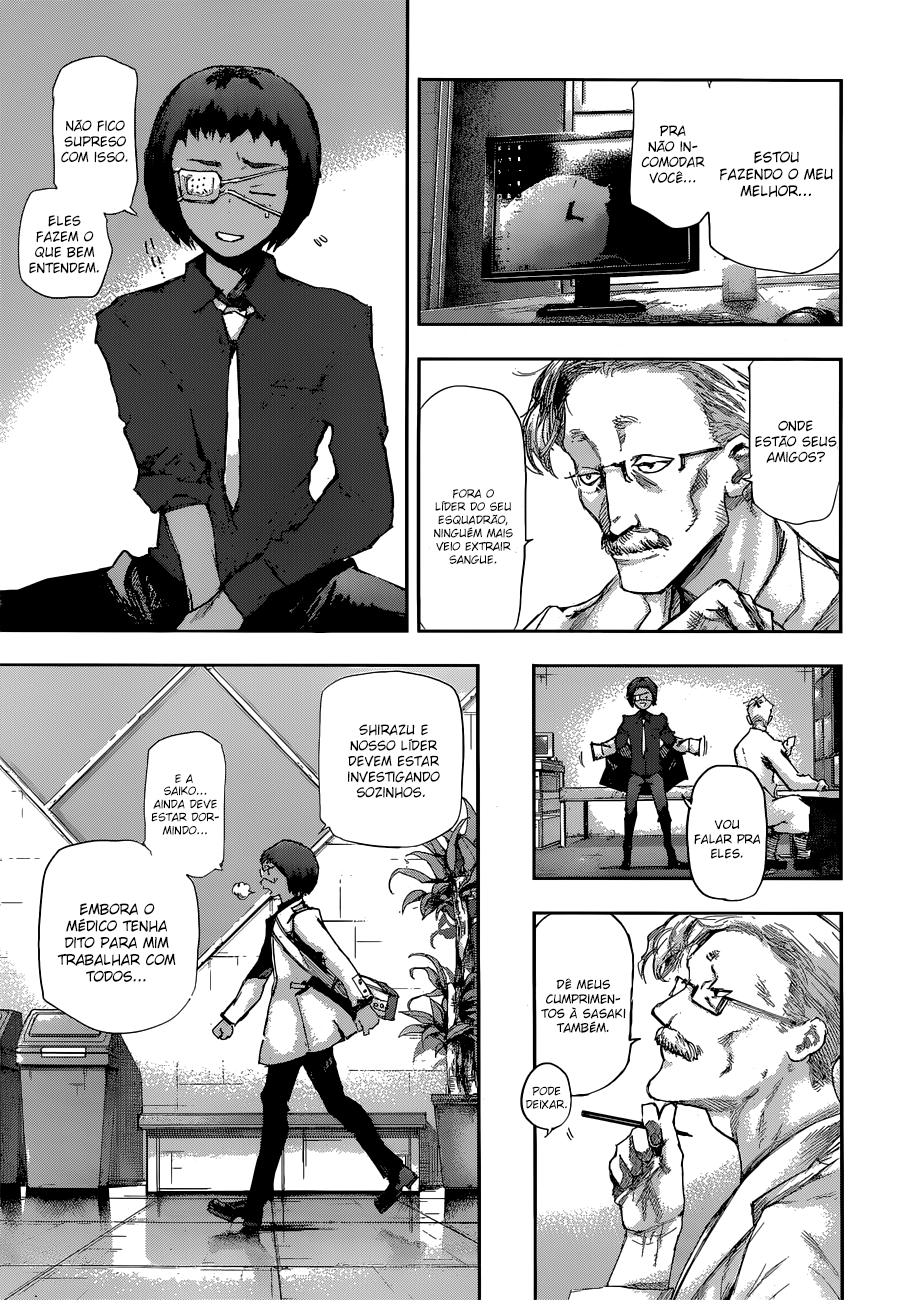 ESTOU
FAZENDO O MEU
MELHOR...
PRA
NÃO IN-
COMODAR
VOCÊ...
ONDE
ESTÃO SEUS
AMIGOS?
FORA O
LÍDER DO SEU
ESQUADRÃO,
NINGUÉM MAIS
VEIO EXTRAIR
SANGUE.
NÃO FICO
SUPRESO
COM ISSO.
ELES
FAZEM O
QUE BEM
ENTENDEM.
VOU
FALAR PRA
ELES.
DÊ MEUS
CUMPRIMEN-
TOS À SASAKI
TAMBÉM.
PODE
DEIXAR.
SHIRAZU E
NOSSO LÍDER
DEVEM ESTAR
INVESTIGANDO
SOZINHOS.
E A
SAIKO...
AINDA DEVE
ESTAR DOR-
MINDO...
EMBORA O
MÉDICO TENHA
DITO PARA MIM
TRABALHAR COM
TODOS...